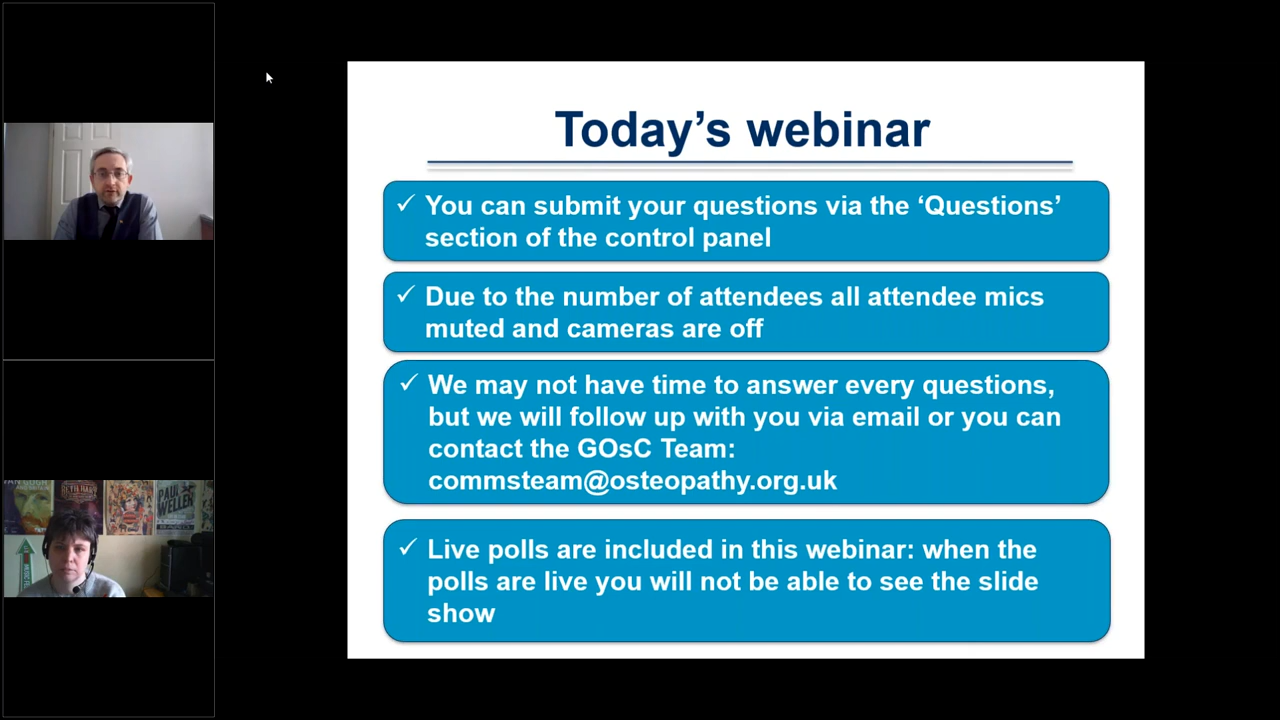 Today’s webinar
✓ You can submit your questions via the ‘Questions’
section of the control panel
✓ Due to the number of attendees all attendee mics
muted and cameras are off
✓ We may not have time to answer every questions,
but we will follow up with you via email or you can
contact the GOsC Team:
commsteam@osteopathy.org.uk
✓ Live polls are included in this webinar: when the
polls are live you will not be able to see the slide
show
PAUL
WELLER